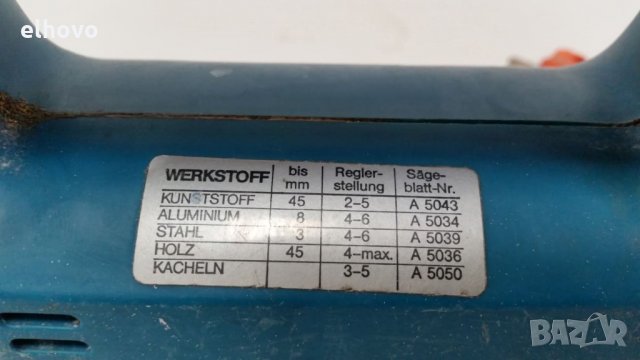 elhovo
WERKSTOFF bis mm Regler-stellung Säge-blatt-Nr.
KUNSTSTOFF 45 2-5 A 5043
ALUMINIUM 8 4-6 A 5034
STAHL 3 4-6 A 5039
HOLZ 45 4-max. A 5036
KACHELN 3-5 A 5050
BAZAR